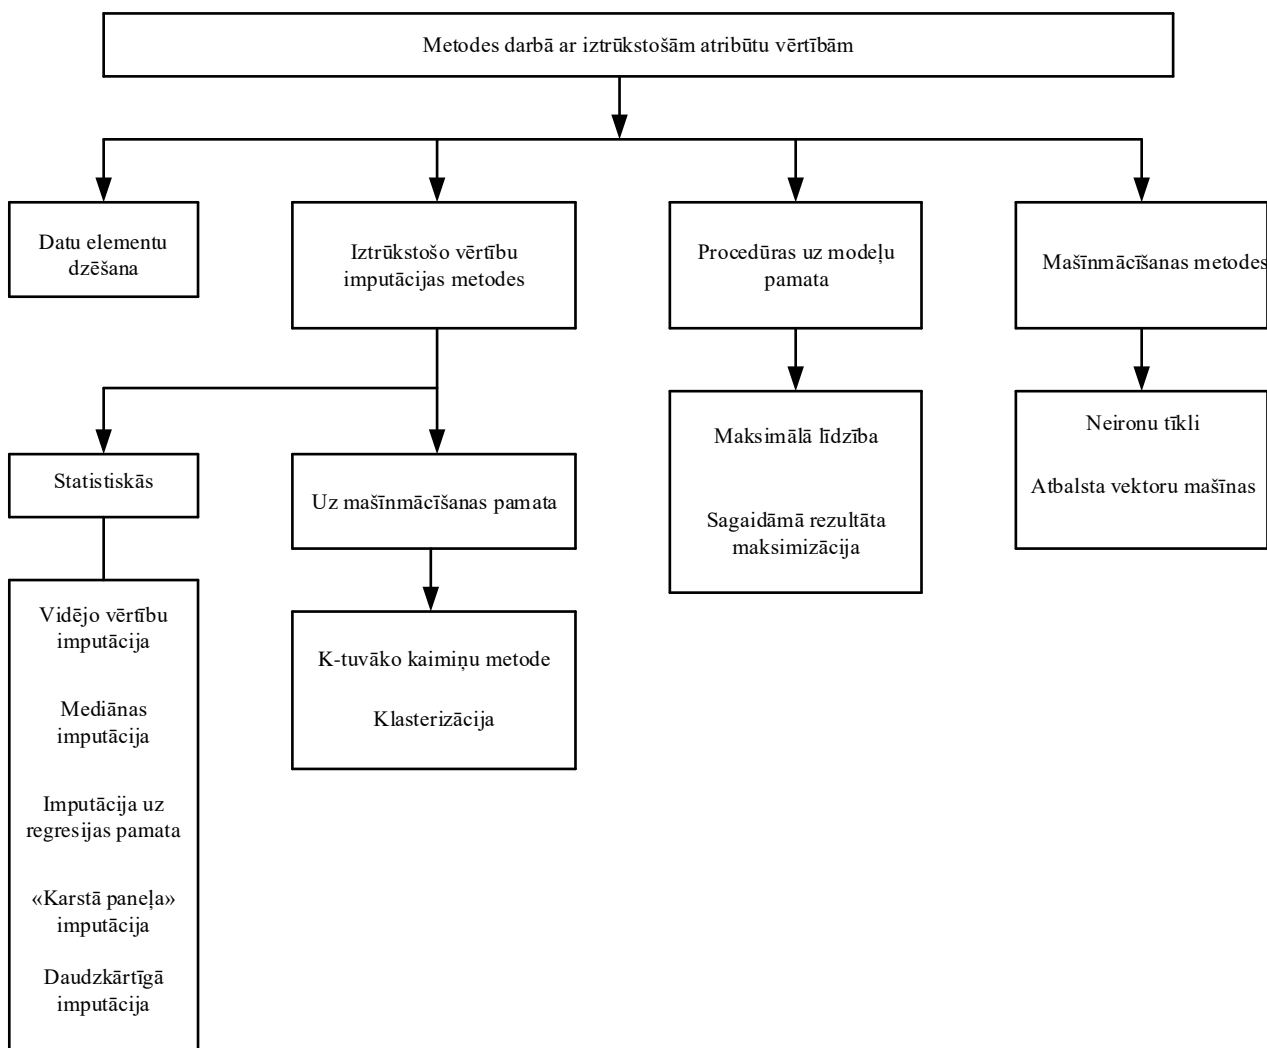 Metodes darbā ar iztrūkstošām atribūtu vērtībām
Datu elementu
dzēšana
Iztrūkstošo vērtību
imputācijas metodes
Procedūras uz modeļu
pamata
Mašīnmācīšanas metodes
Statistiskās
Uz mašīnmācīšanas pamata
Maksimālā līdzība
Sagaidāmā rezultāta
maksimizācija
Neironu tīkli
Atbalsta vektoru mašīnas
Vidējo vērtību
imputācija
Mediānas
imputācija
Imputācija uz
regresijas pamata
«Karstā paneļa»
imputācija
Daudzkārtīgā
imputācija
K-tuvāko kaimiņu metode
Klasterizācija